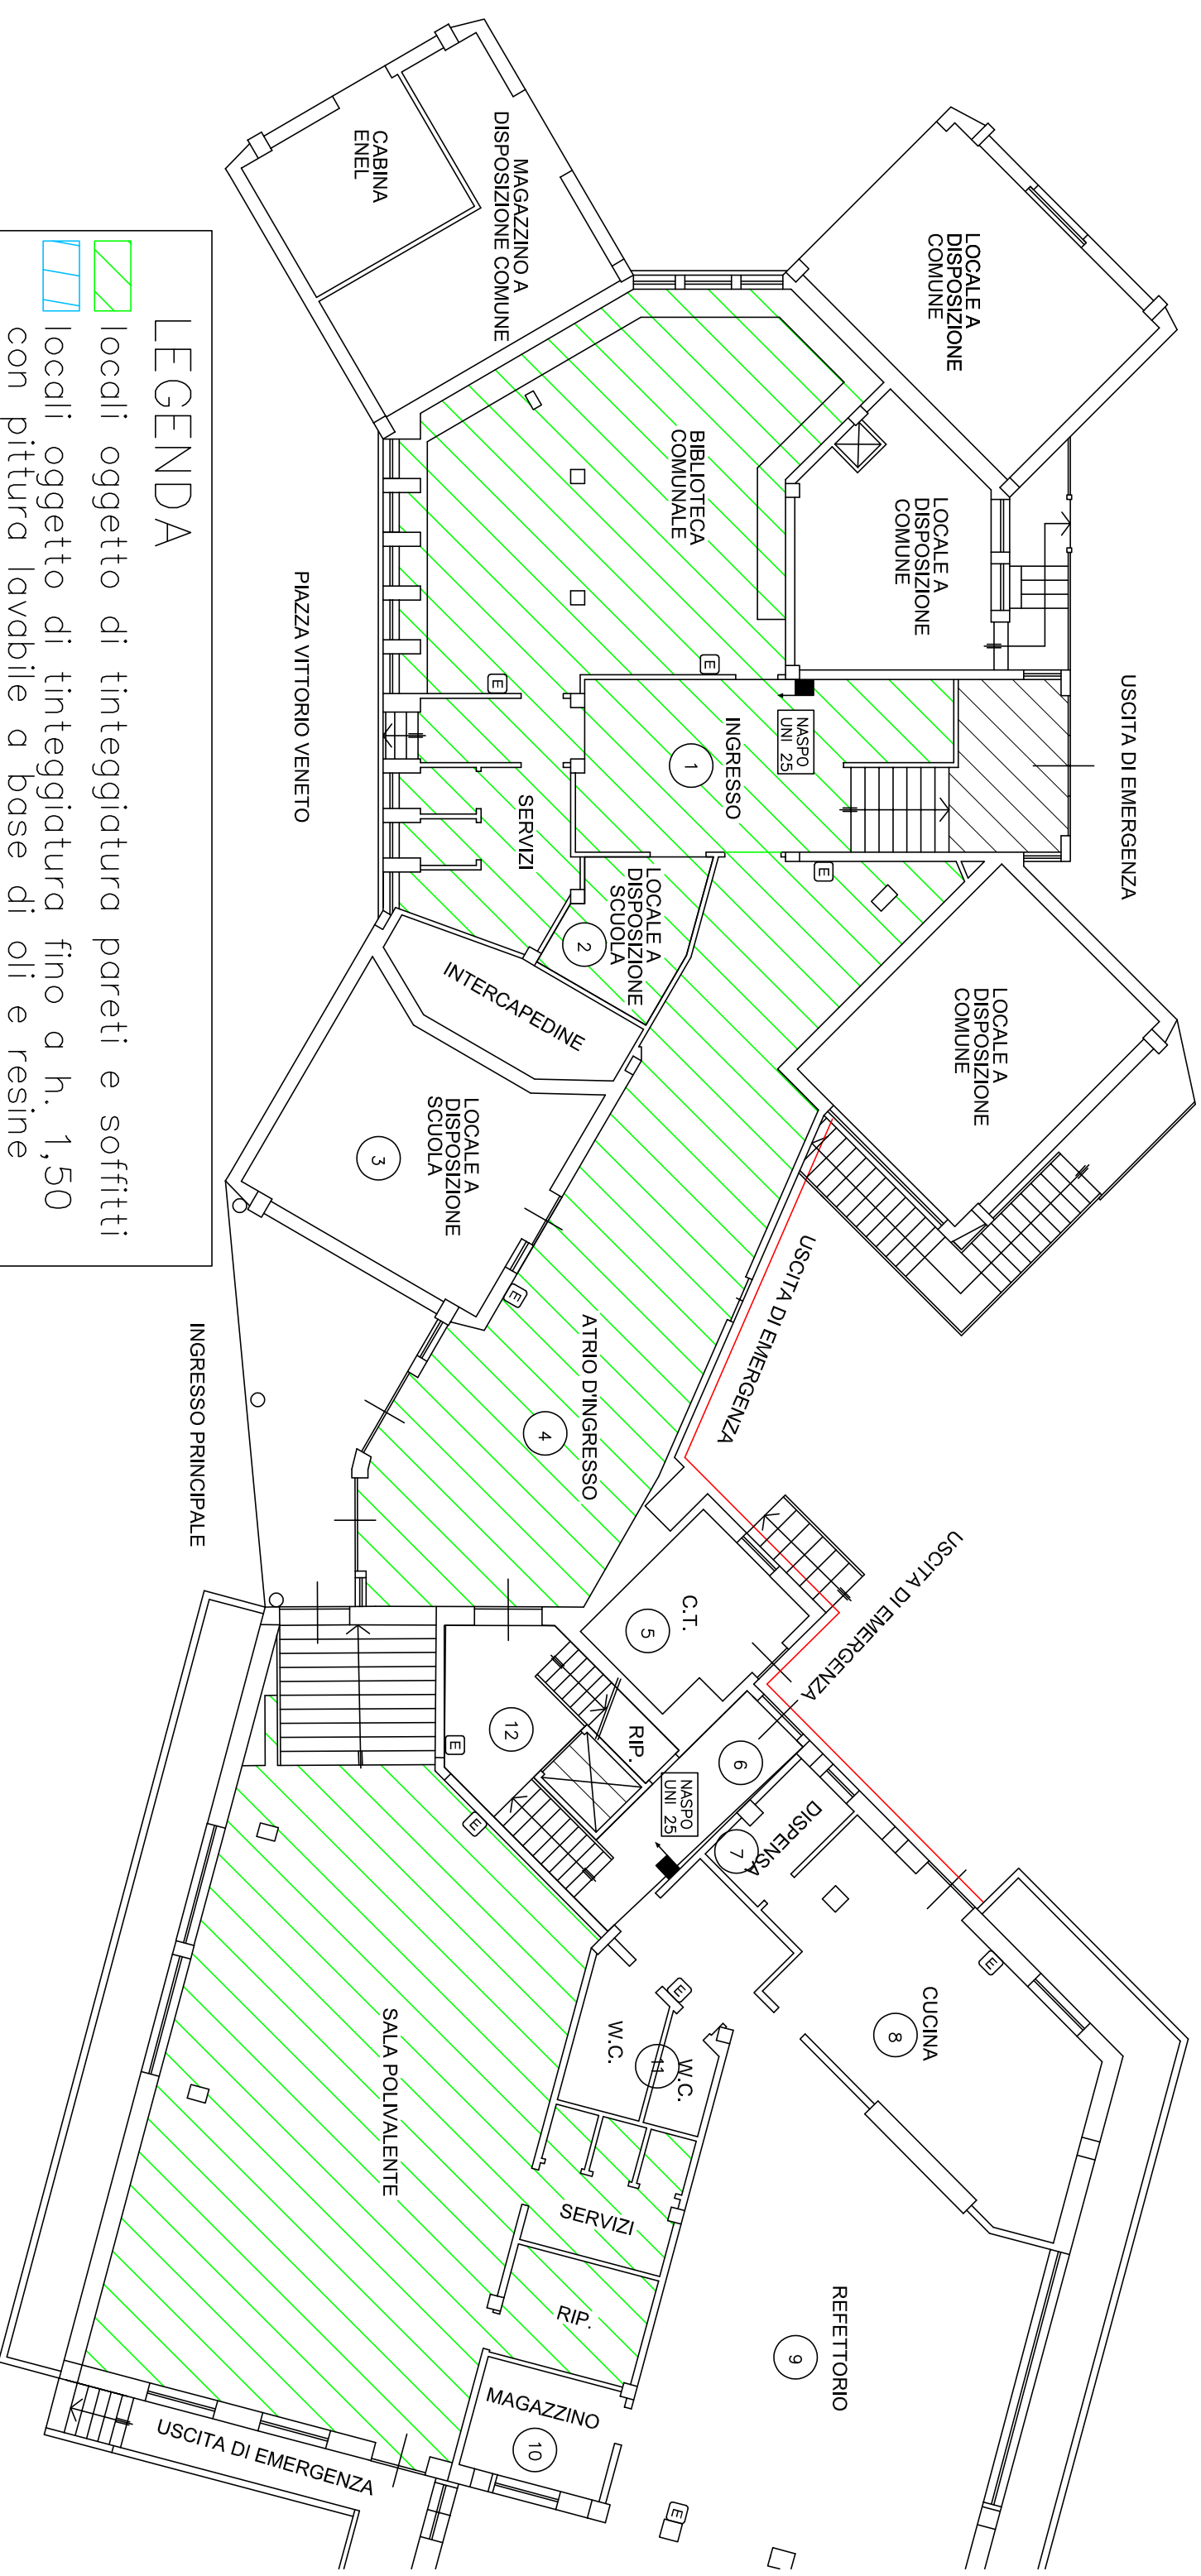 LEGENDA
locali oggetto di tinteggiatura pareti e soffitti
locali oggetto di tinteggiatura fino a h. 1,50
con pittura lavabile a base di oli e resine
CABINA
ENEL
MAGAZZINO A
DISPOSIZIONE COMUNE
LOCALE A
DISPOSIZIONE
COMUNE
LOCALE A
DISPOSIZIONE
COMUNE
BIBLIOTECA
COMUNALE
PIAZZA VITTORIO VENETO
USCITA DI EMERGENZA
E
E
NASPO
UNI 25
INGRESSO
1
SERVIZI
E
LOCALE A
DISPOSIZIONE
SCUOLA
2
INTERCAPEDINE
LOCALE A
DISPOSIZIONE
COMUNE
LOCALE A
DISPOSIZIONE
SCUOLA
3
E
USCITA DI EMERGENZA
ATRIO D'INGRESSO
4
INGRESSO PRINCIPALE
USCITA DI EMERGENZA
C.T.
5
RIP.
12
E
E
6
NASPO
UNI 25
DISPENSA
7
E
CUCINA
8
E
W.C.
W.C.
11
SALA POLIVALENTE
SERVIZI
RIP.
REFETTORIO
9
MAGAZZINO
10
E
USCITA DI EMERGENZA